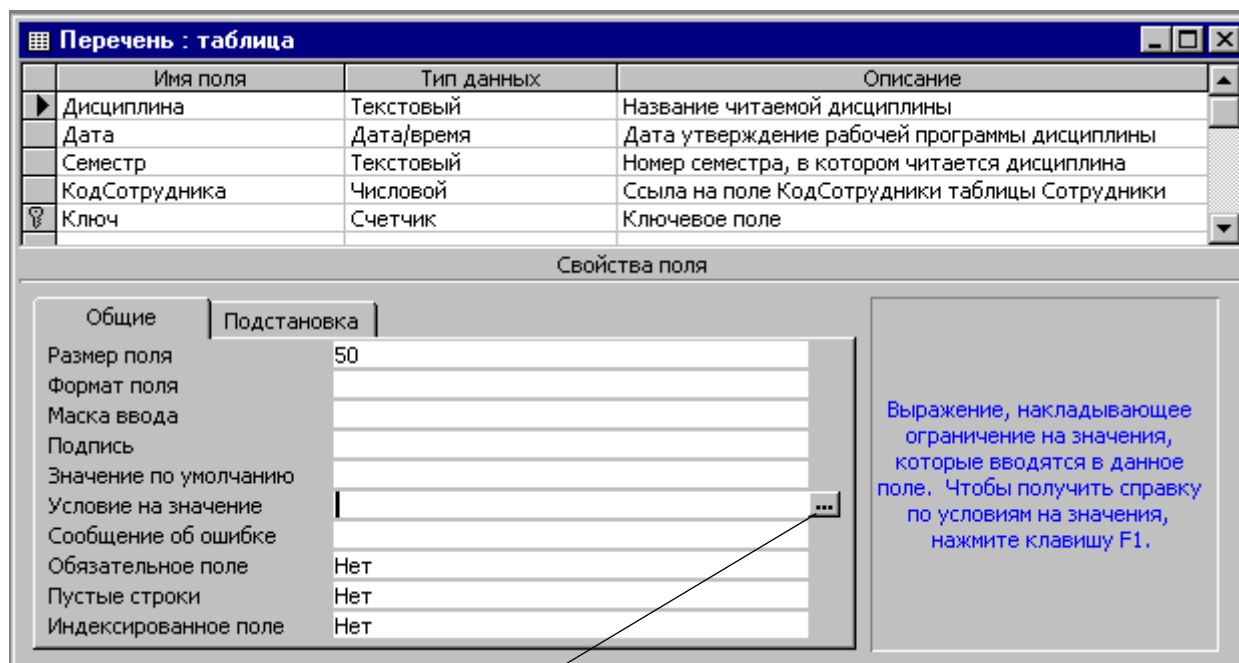 Перечень : таблица
Имя поля Тип данных Описание
Дисциплина Текстовый Название читаемой дисциплины
Дата Дата/время Дата утверждение рабочей программы дисциплины
Семестр Текстовый Номер семестра, в котором читается дисциплина
КодСотрудника Числовой Ссыла на поле КодСотрудники таблицы Сотрудники
Ключ Счетчик Ключевое поле
Свойства поля
Общие Подстановка
Размер поля 50
Формат поля
Маска ввода
Подпись
Значение по умолчанию
Условие на значение ...
Сообщение об ошибке
Обязательное поле Нет
Пустые строки Нет
Индексированное поле Нет
Выражение, накладывающее
ограничение на значения,
которые вводятся в данное
поле. Чтобы получить справку
по условиям на значения,
нажмите клавишу F1.